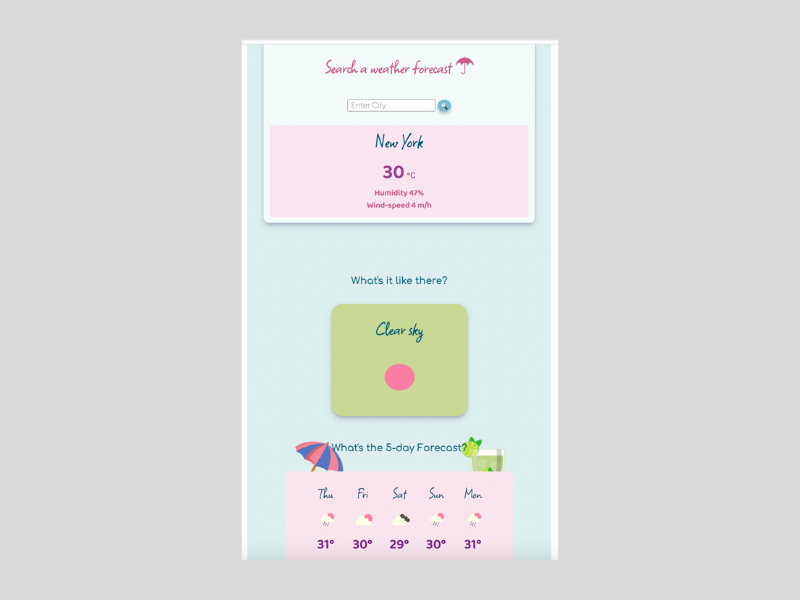 Search a weather forecast
Enter City
New York
30 °C
Humidity 47%
Wind-speed 4 m/h
What's it like there?
Clear sky
What's the 5-day Forecast?
Thu Fri Sat Sun Mon
31° 30° 29° 30° 31°